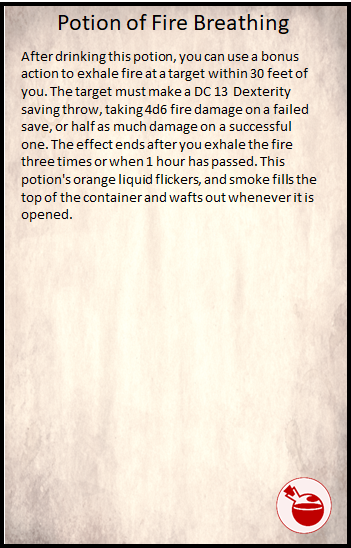 Potion of Fire Breathing
After drinking this potion, you can use a bonus
action to exhale fire at a target within 30 feet of
you. The target must make a DC 13 Dexterity
saving throw, taking 4d6 fire damage on a failed
save, or half as much damage on a successful
one. The effect ends after you exhale the fire
three times or when 1 hour has passed. This
potion's orange liquid flickers, and smoke fills the
top of the container and wafts out whenever it is
opened.